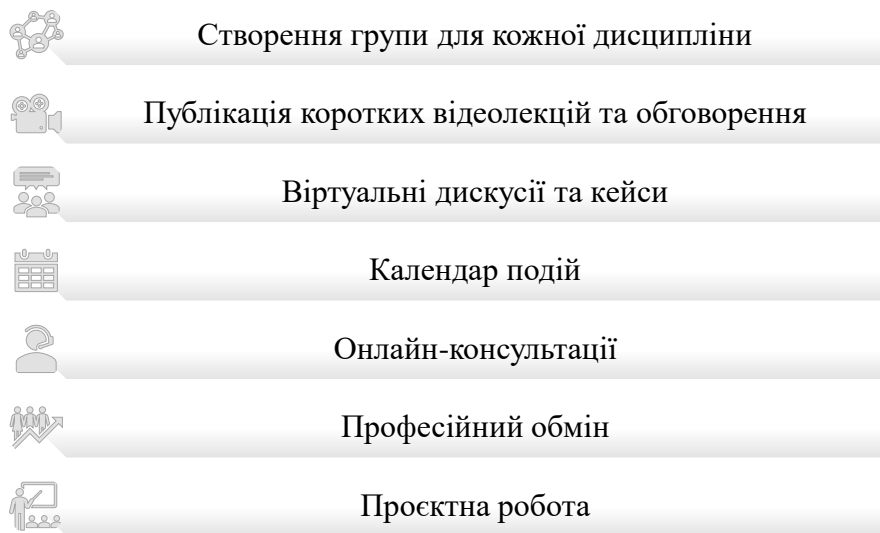 Створення групи для кожної дисципліни
Публікація коротких відеолекцій та обговорення
Віртуальні дискусії та кейси
Календар подій
Онлайн-консультації
Професійний обмін
Проєктна робота